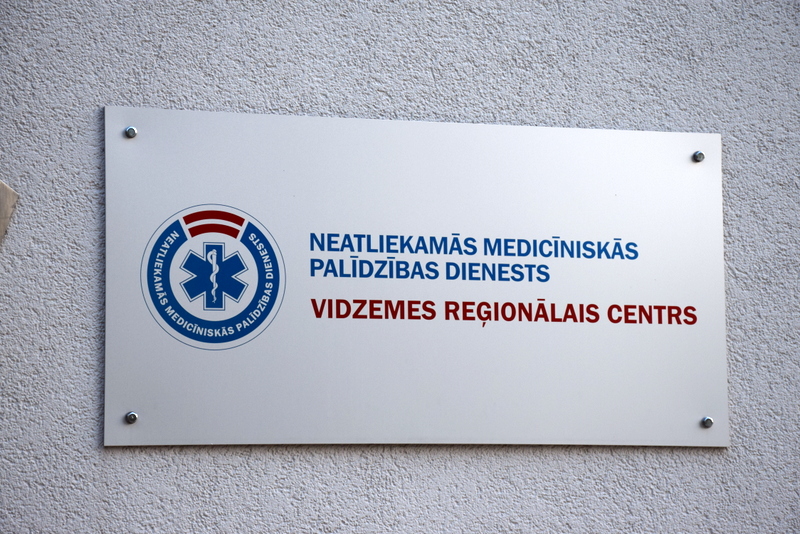 NEATLIEKAMĀS MEDICĪNISKĀS PALĪDZĪBAS DIENESTS
NEATLIEKAMĀS MEDICĪNISKĀS
PALĪDZĪBAS DIENESTS
VIDZEMES REĢIONĀLAIS CENTRS